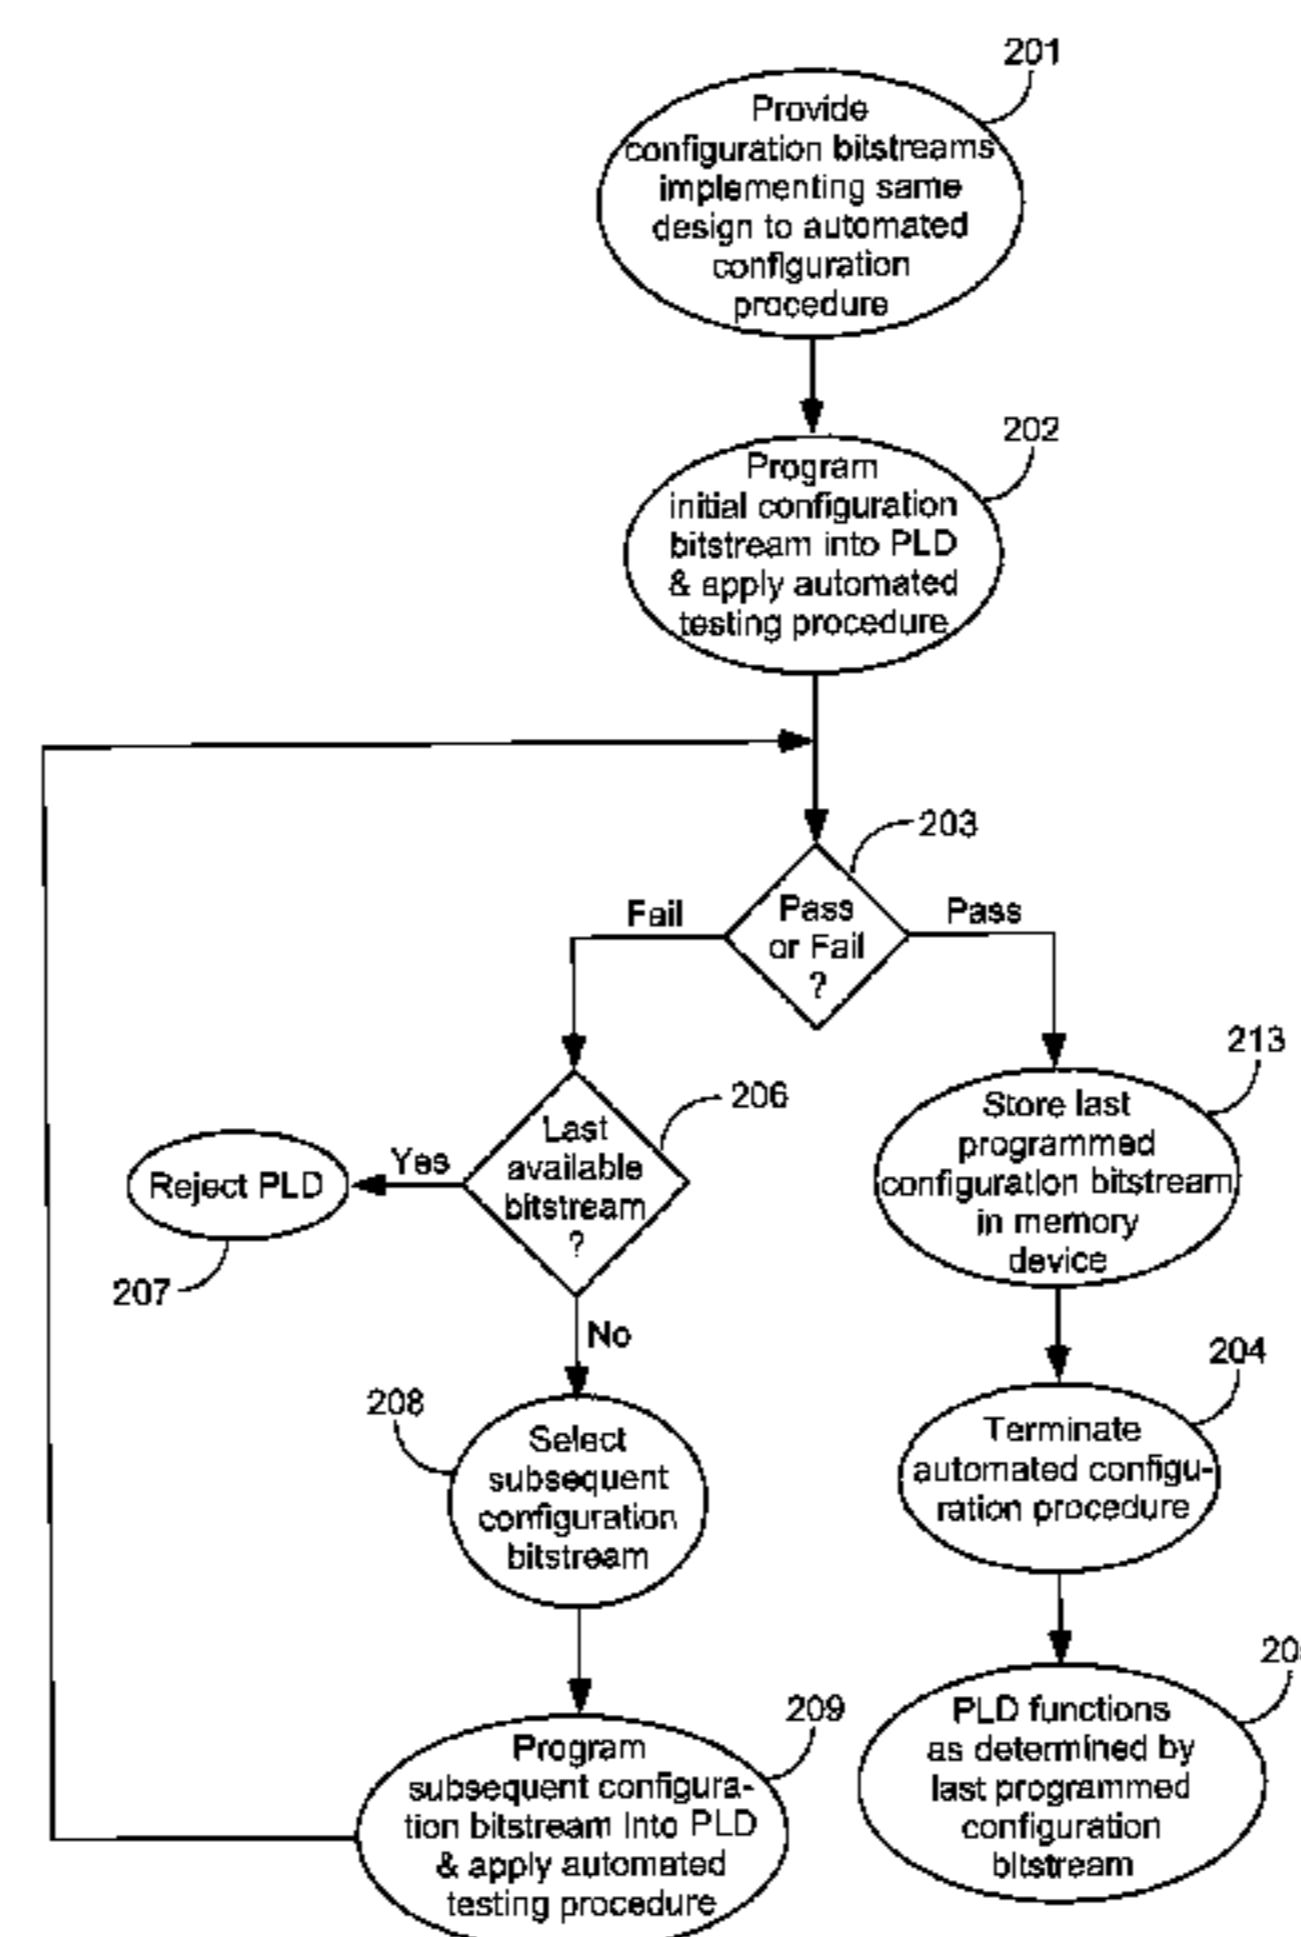 201
Provide
configuration bitstreams
implementing same
design to automated
configuration
procedure
202
Program
initial configuration
bitstream into PLD
& apply automated
testing procedure
203
Pass
or Fail
?
Fail
Pass
213
Store last
programmed
configuration bitstream
in memory
device
206
Last
available
bitstream
?
Yes
Reject PLD
207
No
204
Terminate
automated configu-
ration procedure
208
Select
subsequent
configuration
bitstream
PLD functions
as determined by
last programmed
configuration
bitstream
209
Program
subsequent configura-
tion bitstream into PLD
& apply automated
testing procedure